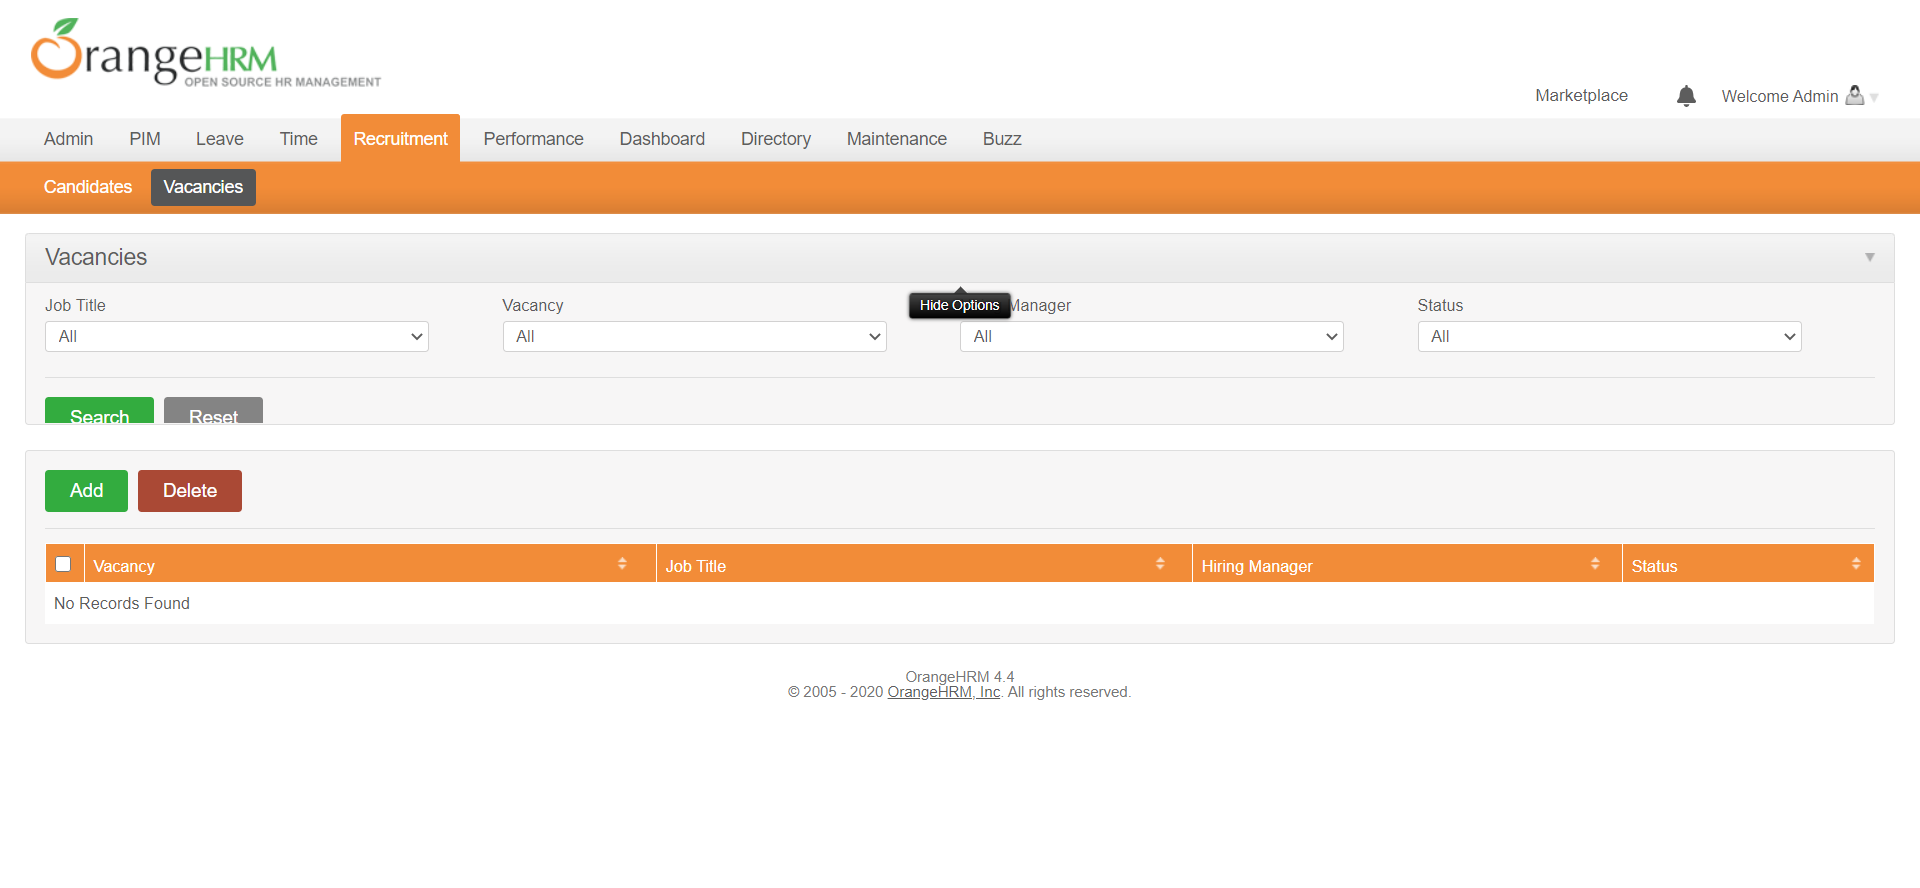 OrangeHRM
OPEN SOURCE HR MANAGEMENT
Marketplace
Welcome Admin
Admin PIM Leave Time Recruitment Performance Dashboard Directory Maintenance Buzz
Candidates Vacancies
Vacancies
Job Title Vacancy Hide Options Manager Status
All All All All
Search Reset
Add Delete
Vacancy Job Title Hiring Manager Status
No Records Found
OrangeHRM 4.4
© 2005 - 2020 OrangeHRM, Inc. All rights reserved.